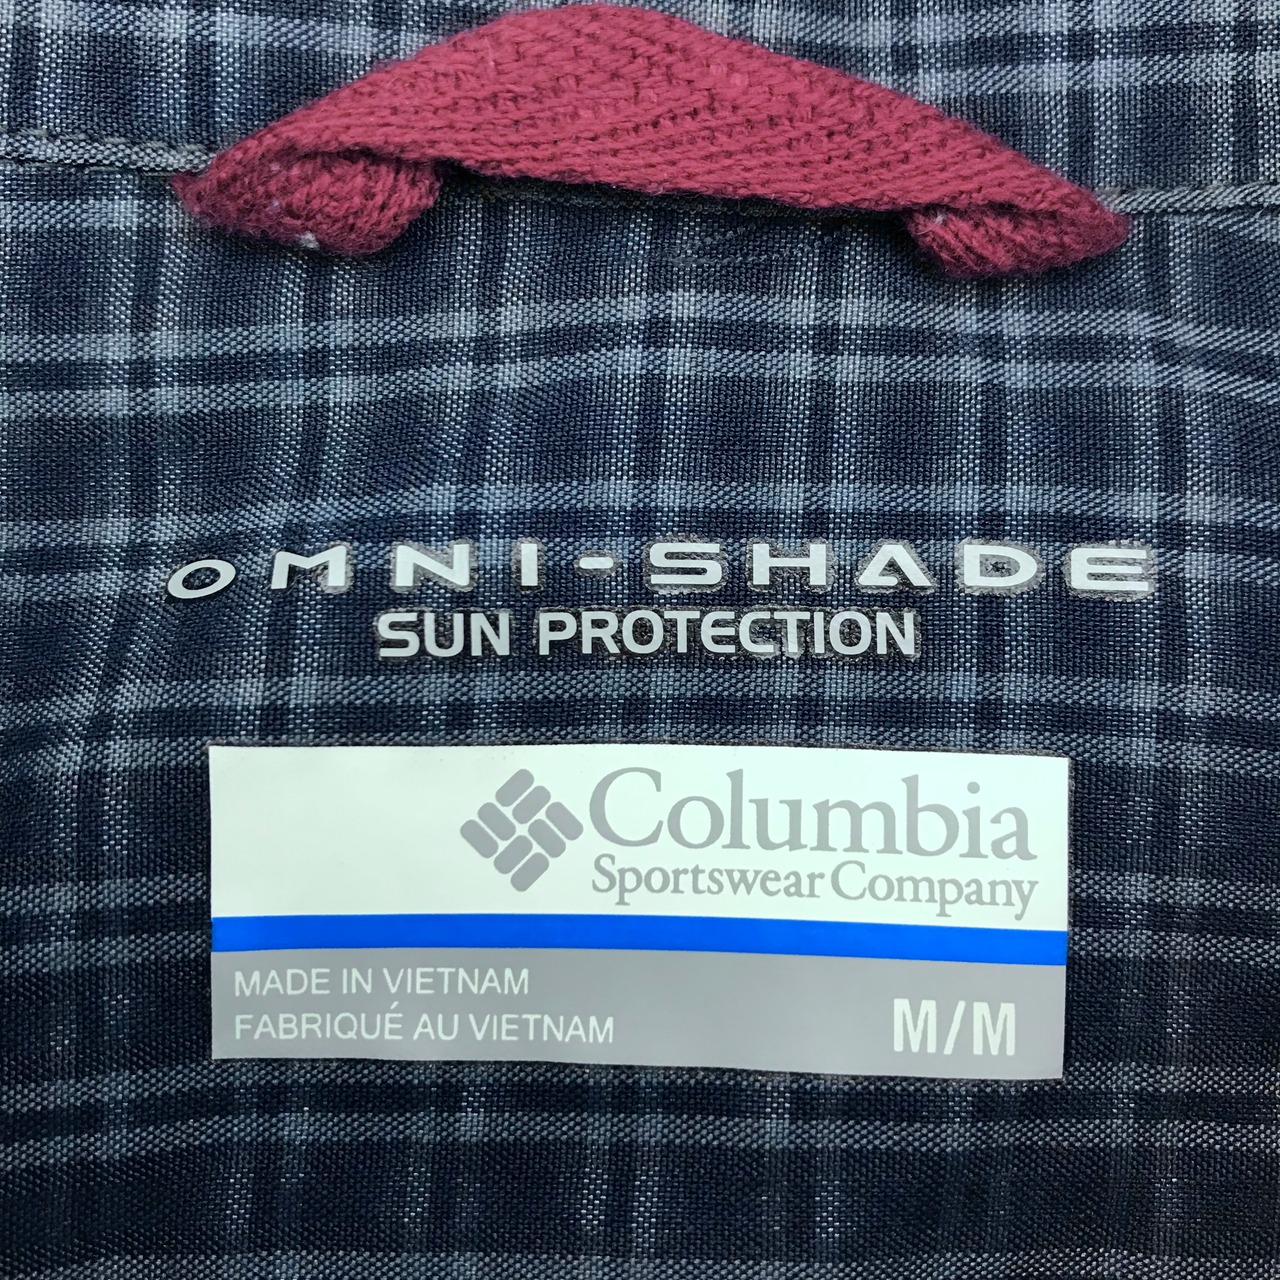 OMNI-SHADE
SUN PROTECTION
Columbia
Sportswear Company
MADE IN VIETNAM
FABRIQUÉ AU VIETNAM
M/M